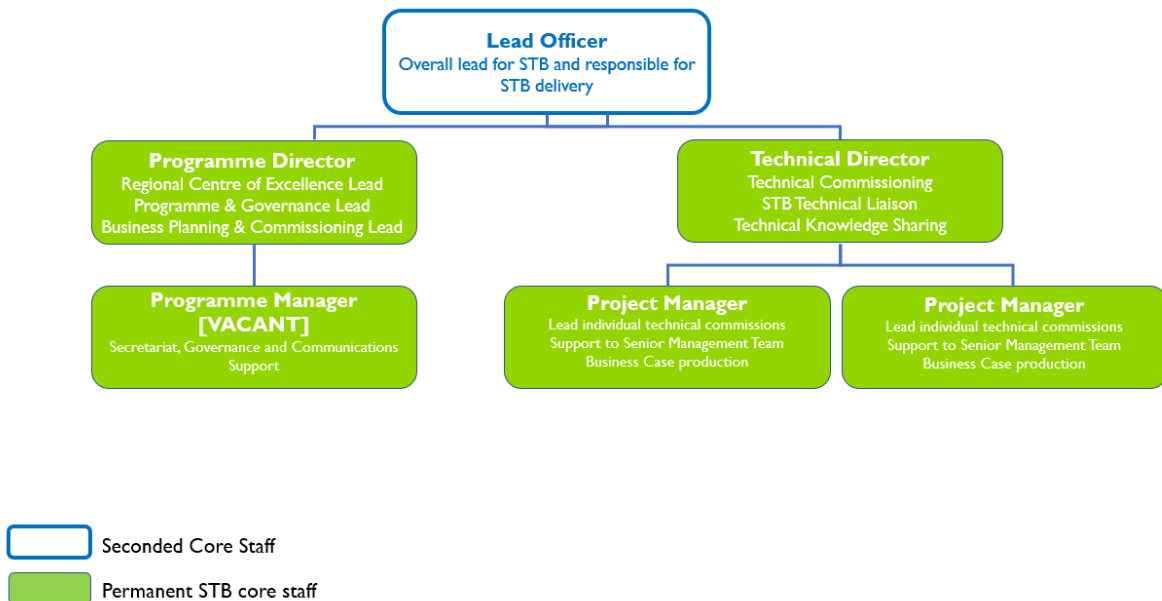 Lead Officer
Overall lead for STB and responsible for
STB delivery
Programme Director
Regional Centre of Excellence Lead
Programme & Governance Lead
Business Planning & Commissioning Lead
Technical Director
Technical Commissioning
STB Technical Liaison
Technical Knowledge Sharing
Programme Manager
[VACANT]
Secretariat, Governance and Communications
Support
Project Manager
Lead individual technical commissions
Support to Senior Management Team
Business Case production
Project Manager
Lead individual technical commissions
Support to Senior Management Team
Business Case production
Seconded Core Staff
Permanent STB core staff